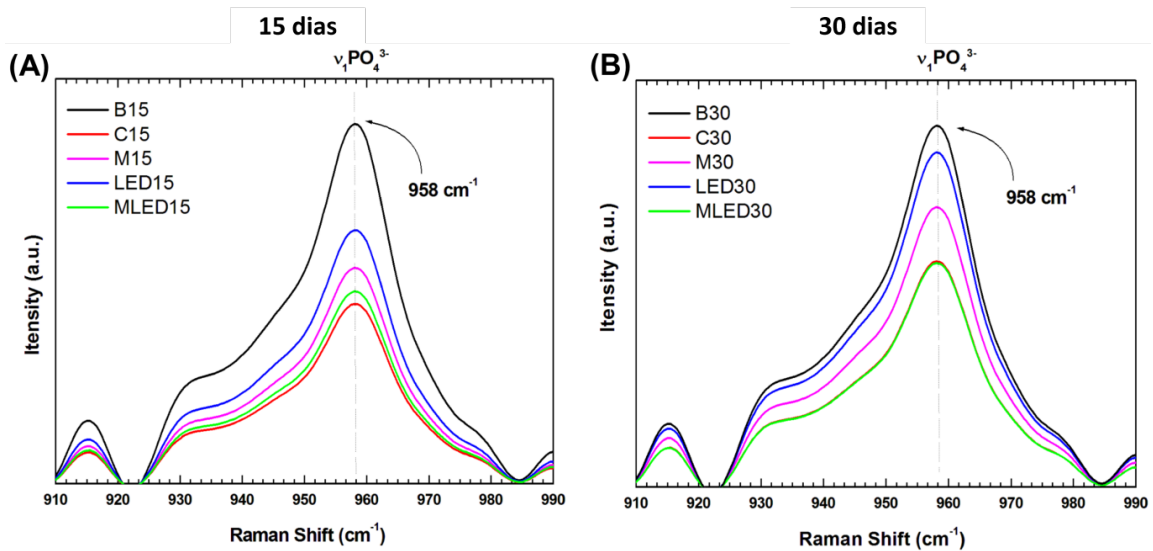 15 dias
30 dias
(A)
ν₁PO₄³⁻
B15
C15
M15
LED15
MLED15
958 cm⁻¹
Itensity (a.u.)
910 920 930 940 950 960 970 980 990
Raman Shift (cm⁻¹)
(B)
ν₁PO₄³⁻
B30
C30
M30
LED30
MLED30
958 cm⁻¹
Itensity (a.u.)
910 920 930 940 950 960 970 980 990
Raman Shift (cm⁻¹)